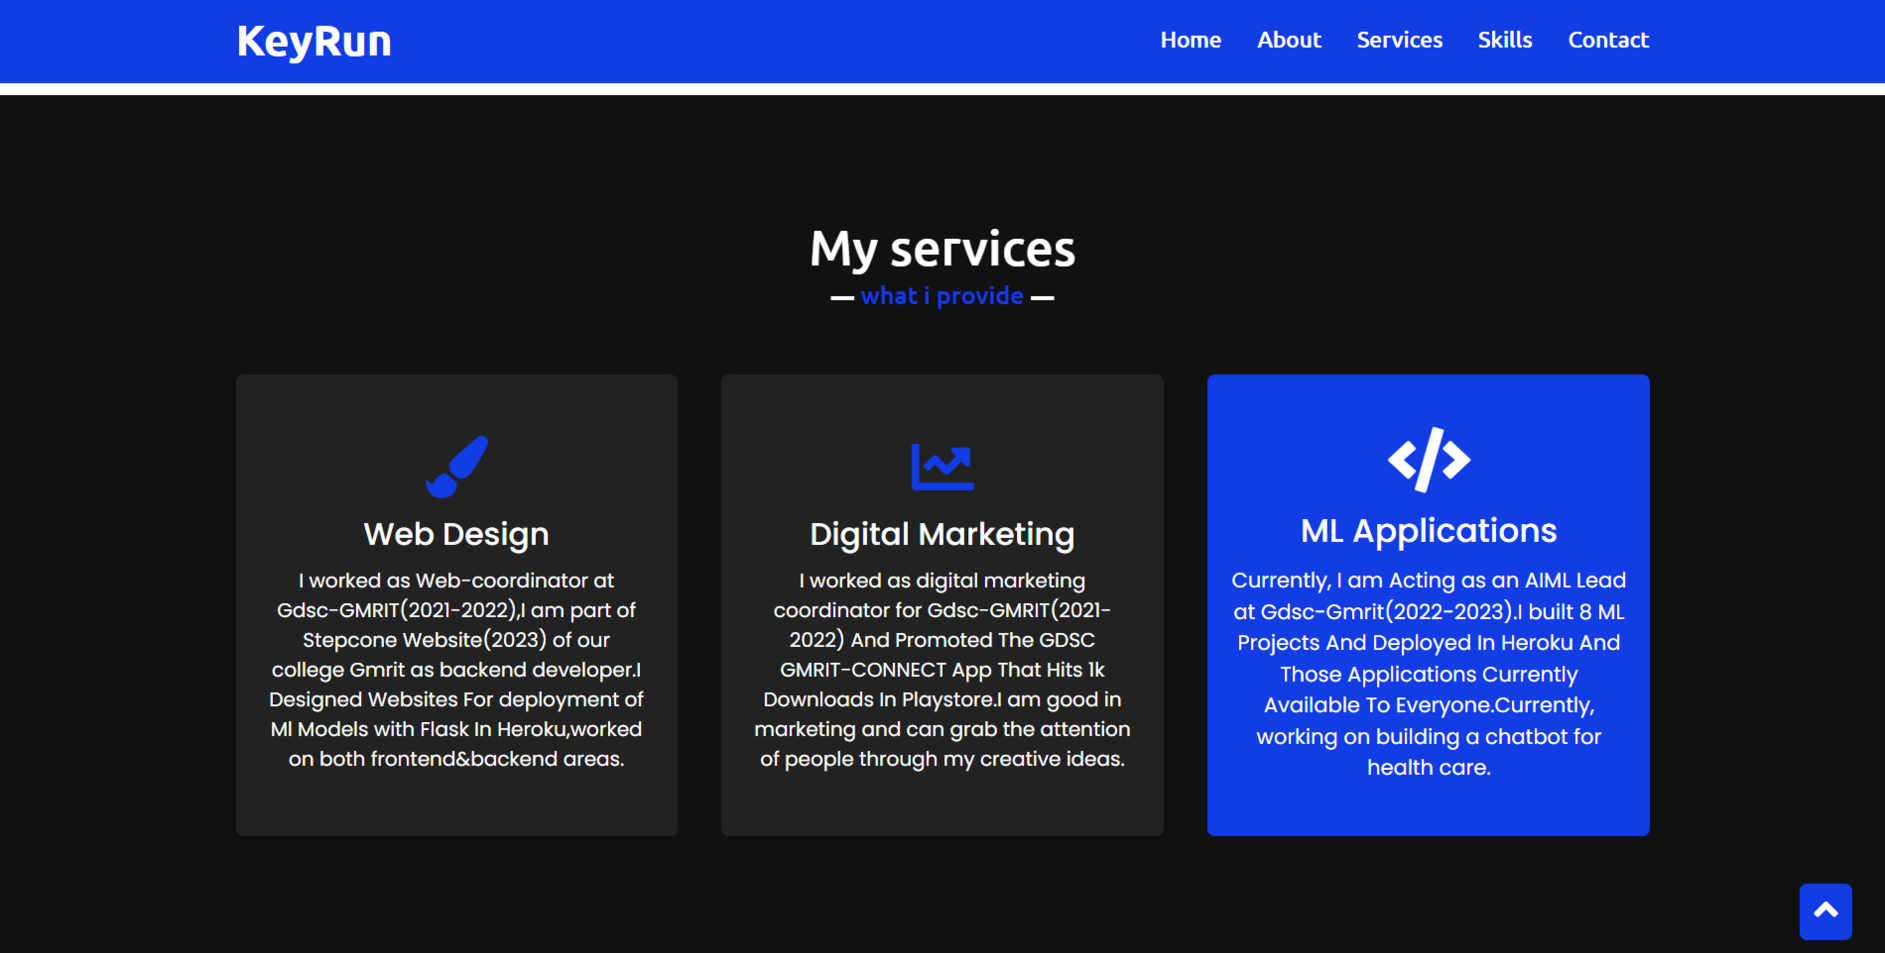 KeyRun
Home About Services Skills Contact
My services
— what i provide —
Web Design
I worked as Web-coordinator at
Gdsc-GMRIT(2021-2022),I am part of
Stepcone Website(2023) of our
college Gmrit as backend developer.I
Designed Websites For deployment of
Ml Models with Flask In Heroku,worked
on both frontend&backend areas.
Digital Marketing
I worked as digital marketing
coordinator for Gdsc-GMRIT(2021-
2022) And Promoted The GDSC
GMRIT-CONNECT App That Hits 1k
Downloads In Playstore.I am good in
marketing and can grab the attention
of people through my creative ideas.
ML Applications
Currently, I am Acting as an AIML Lead
at Gdsc-Gmrit(2022-2023).I built 8 ML
Projects And Deployed In Heroku And
Those Applications Currently
Available To Everyone.Currently,
working on building a chatbot for
health care.